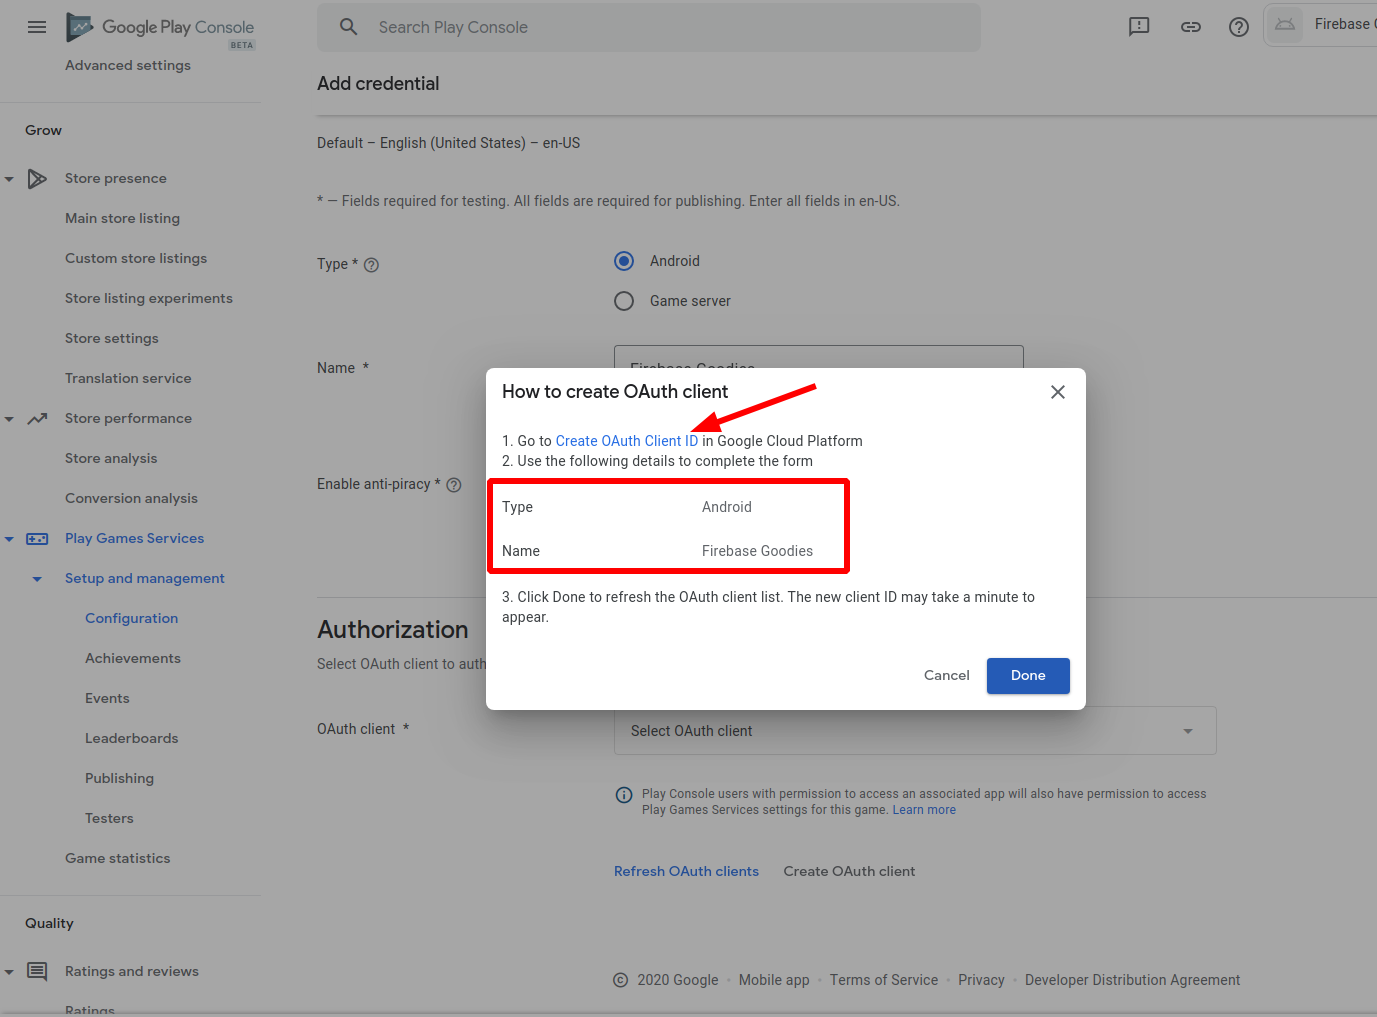 Google Play Console
BETA
Search Play Console
Firebase
Advanced settings
Grow
Store presence
Main store listing
Custom store listings
Store listing experiments
Store settings
Translation service
Store performance
Store analysis
Conversion analysis
Play Games Services
Setup and management
Configuration
Achievements
Events
Leaderboards
Publishing
Testers
Game statistics
Quality
Ratings and reviews
Ratings
Add credential
Default – English (United States) – en-US
* — Fields required for testing. All fields are required for publishing. Enter all fields in en-US.
Type *
Android
Game server
Name *
Firebase Goodies
Enable anti-piracy *
How to create OAuth client
1. Go to Create OAuth Client ID in Google Cloud Platform
2. Use the following details to complete the form
Type Android
Name Firebase Goodies
3. Click Done to refresh the OAuth client list. The new client ID may take a minute to
appear.
Cancel Done
Authorization
Select OAuth client to auth
OAuth client *
Select OAuth client
Play Console users with permission to access an associated app will also have permission to access
Play Games Services settings for this game. Learn more
Refresh OAuth clients Create OAuth client
© 2020 Google · Mobile app · Terms of Service · Privacy · Developer Distribution Agreement